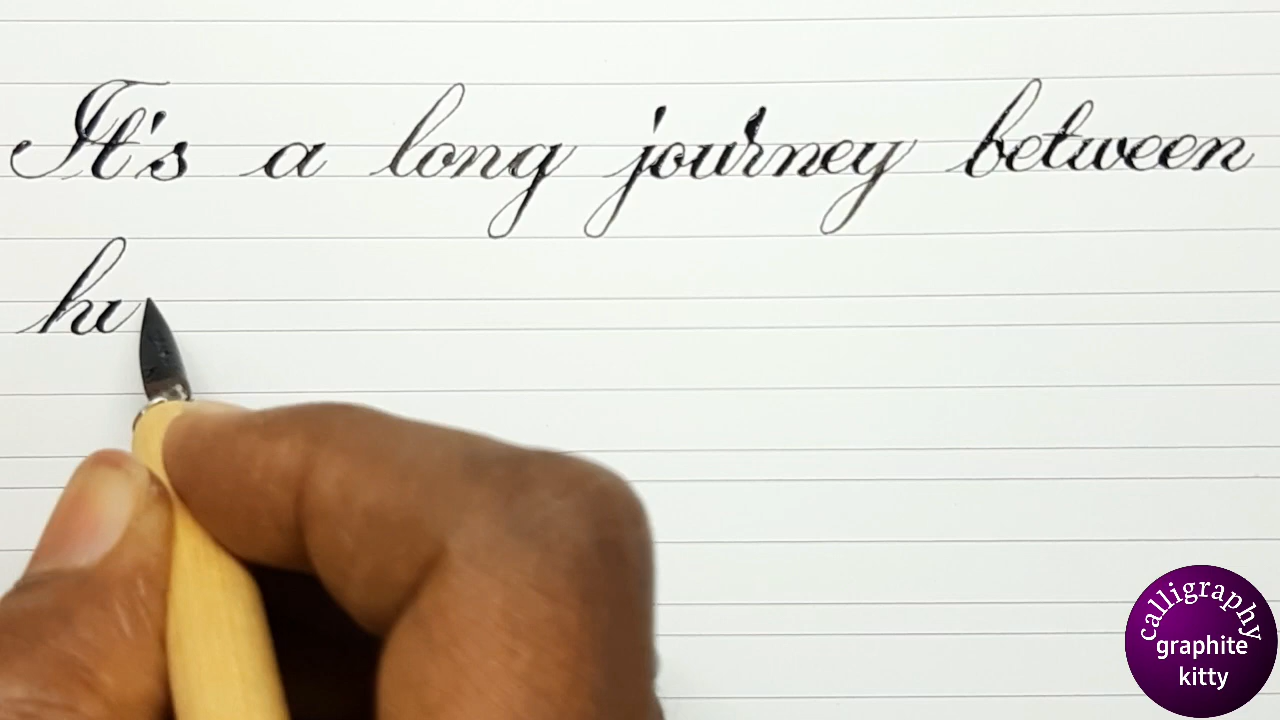 It's a long journey between
hu
calligraphy
graphite
kitty